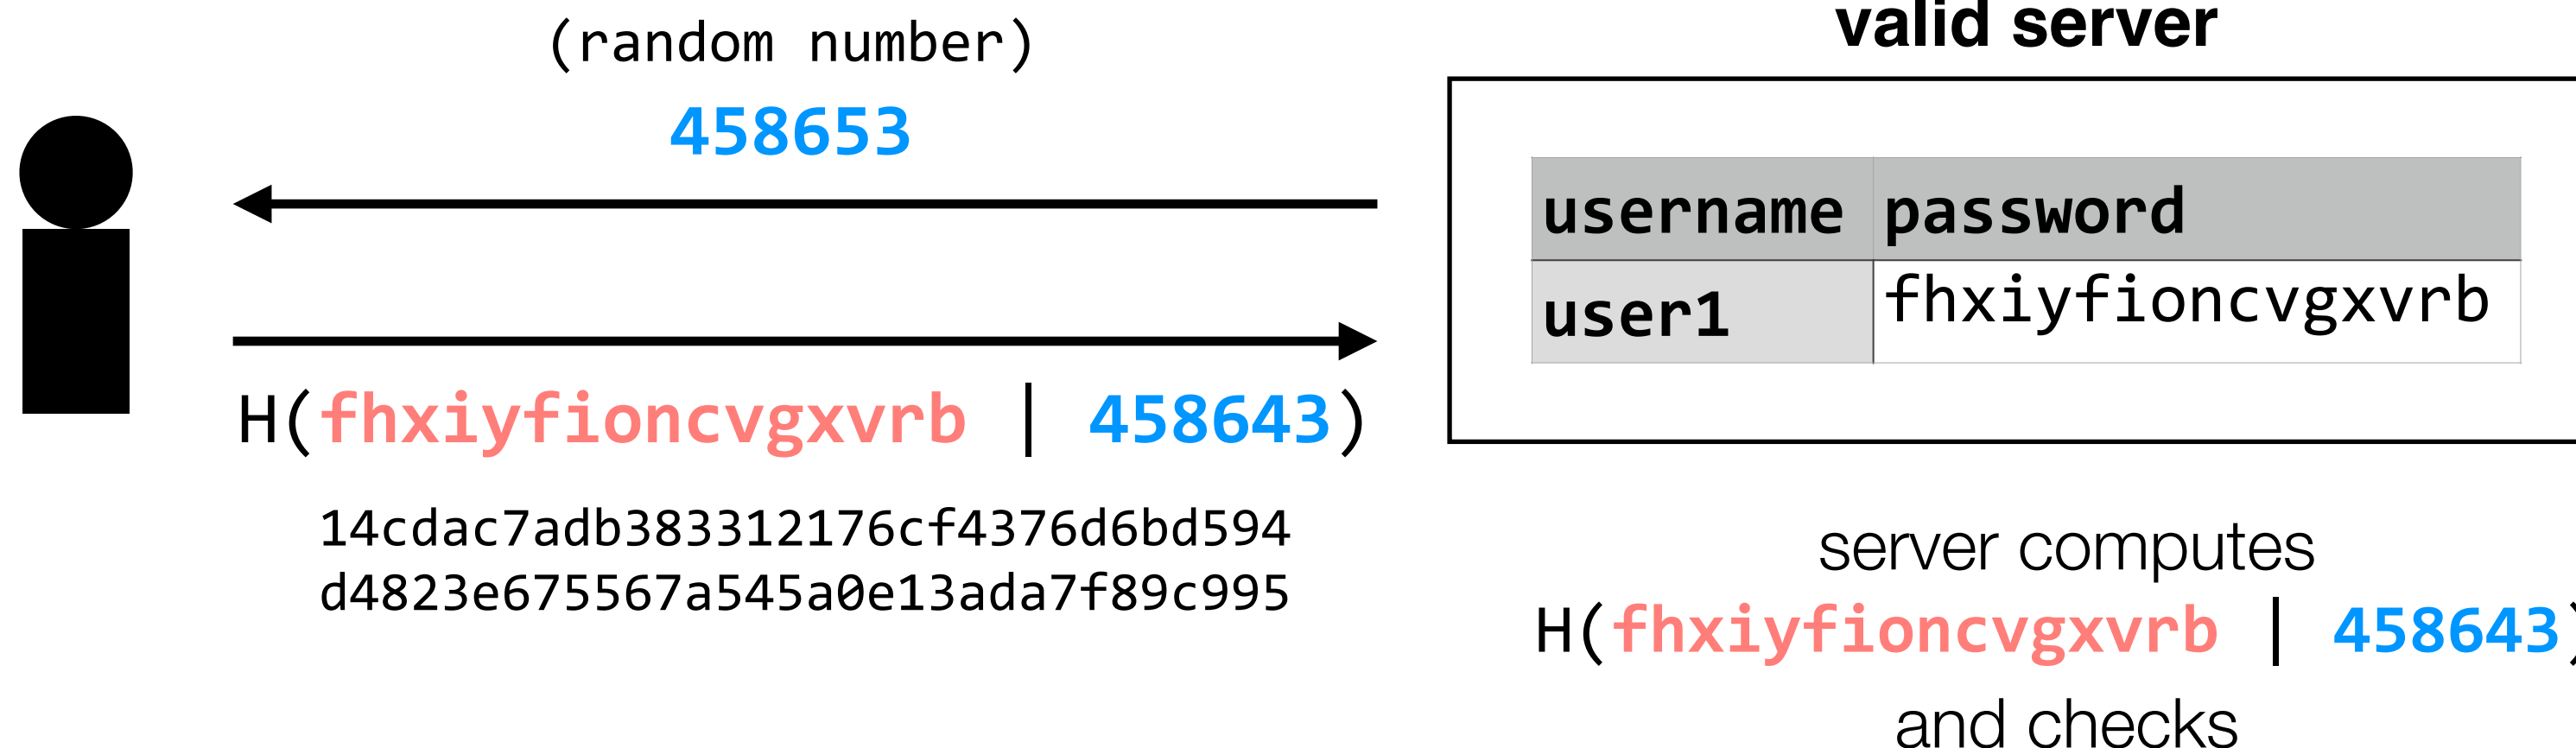 (random number)
458653
H(fhxiyfioncvgxvrb | 458643)
14cdac7adb383312176cf4376d6bd594
d4823e675567a545a0e13ada7f89c995
valid server
username password
user1 fhxiyfioncvgxvrb
server computes
H(fhxiyfioncvgxvrb | 458643)
and checks